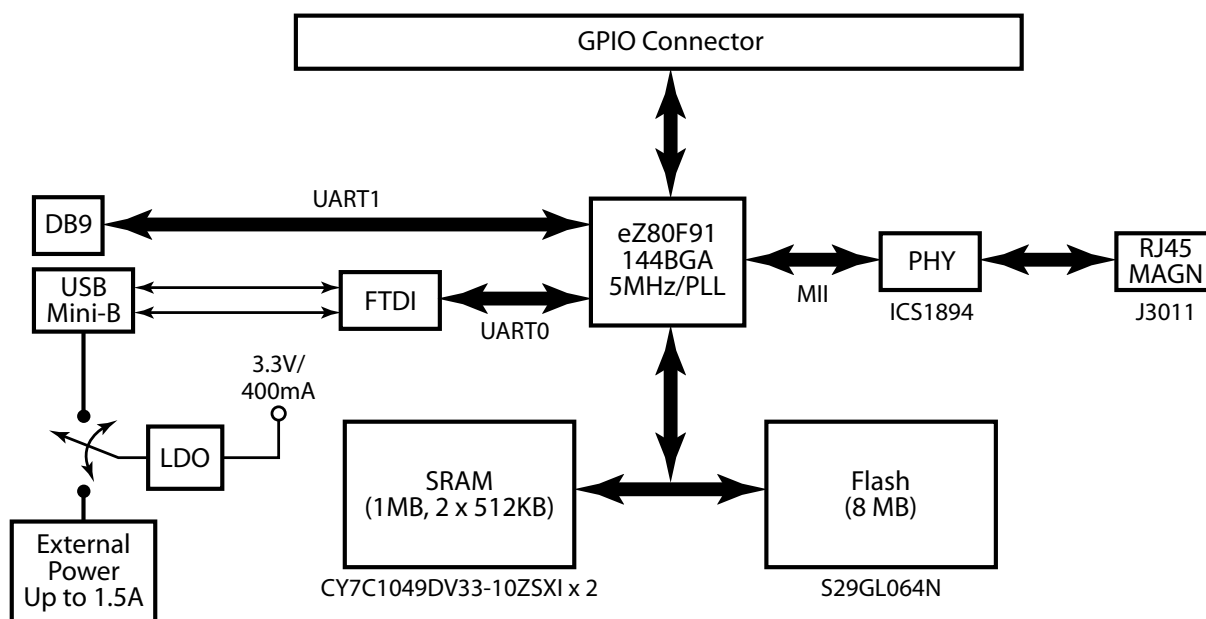 GPIO Connector
UART1
DB9
eZ80F91
144BGA
5MHz/PLL
PHY
RJ45
MAGN
MII
ICS1894
J3011
USB
Mini-B
FTDI
UART0
3.3V/
400mA
LDO
SRAM
(1MB, 2 x 512KB)
Flash
(8 MB)
External
Power
Up to 1.5A
CY7C1049DV33-10ZSXI x 2
S29GL064N